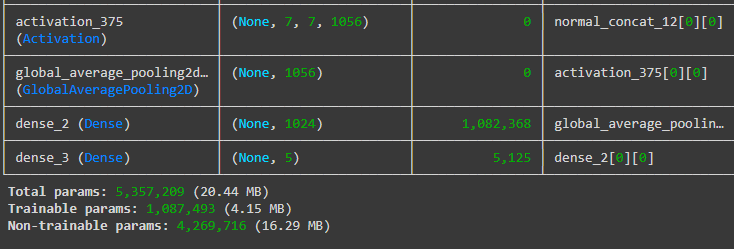 activation_375 (None, 7, 7, 1056) 0 normal_concat_12[0][0]
(Activation)
global_average_pooling2d… (None, 1056) 0 activation_375[0][0]
(GlobalAveragePooling2D)
dense_2 (Dense) (None, 1024) 1,082,368 global_average_poolin…
dense_3 (Dense) (None, 5) 5,125 dense_2[0][0]
Total params: 5,357,209 (20.44 MB)
Trainable params: 1,087,493 (4.15 MB)
Non-trainable params: 4,269,716 (16.29 MB)